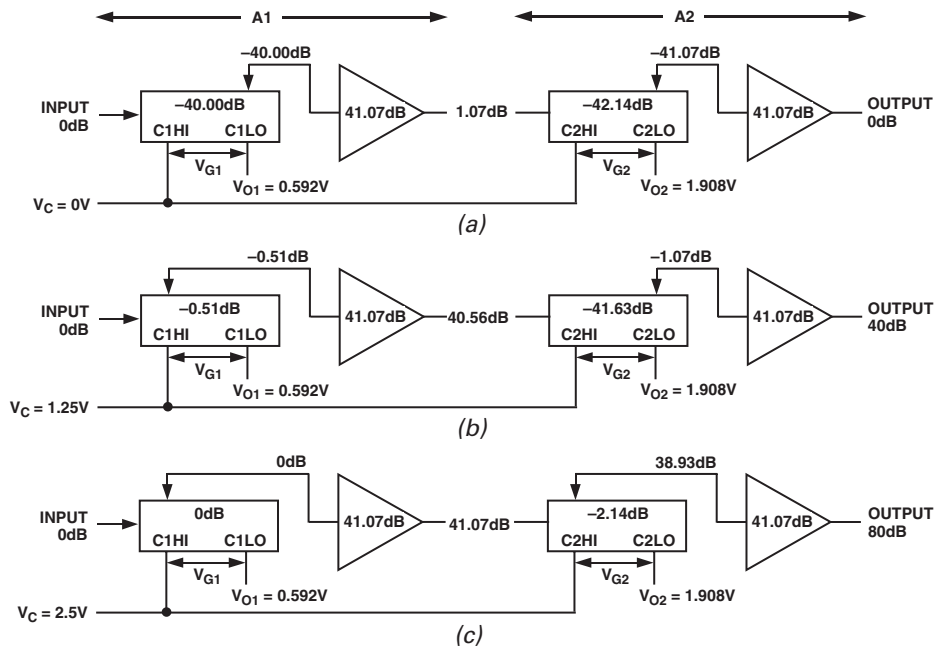 A1 A2
–40.00dB –41.07dB
INPUT 0dB –40.00dB C1HI C1LO 41.07dB 1.07dB –42.14dB C2HI C2LO 41.07dB OUTPUT 0dB
VG1 VG2
VO1 = 0.592V VO2 = 1.908V
VC = 0V
(a)
–0.51dB –1.07dB
INPUT 0dB –0.51dB C1HI C1LO 41.07dB 40.56dB –41.63dB C2HI C2LO 41.07dB OUTPUT 40dB
VG1 VG2
VO1 = 0.592V VO2 = 1.908V
VC = 1.25V
(b)
0dB 38.93dB
INPUT 0dB 0dB C1HI C1LO 41.07dB 41.07dB –2.14dB C2HI C2LO 41.07dB OUTPUT 80dB
VG1 VG2
VO1 = 0.592V VO2 = 1.908V
VC = 2.5V
(c)